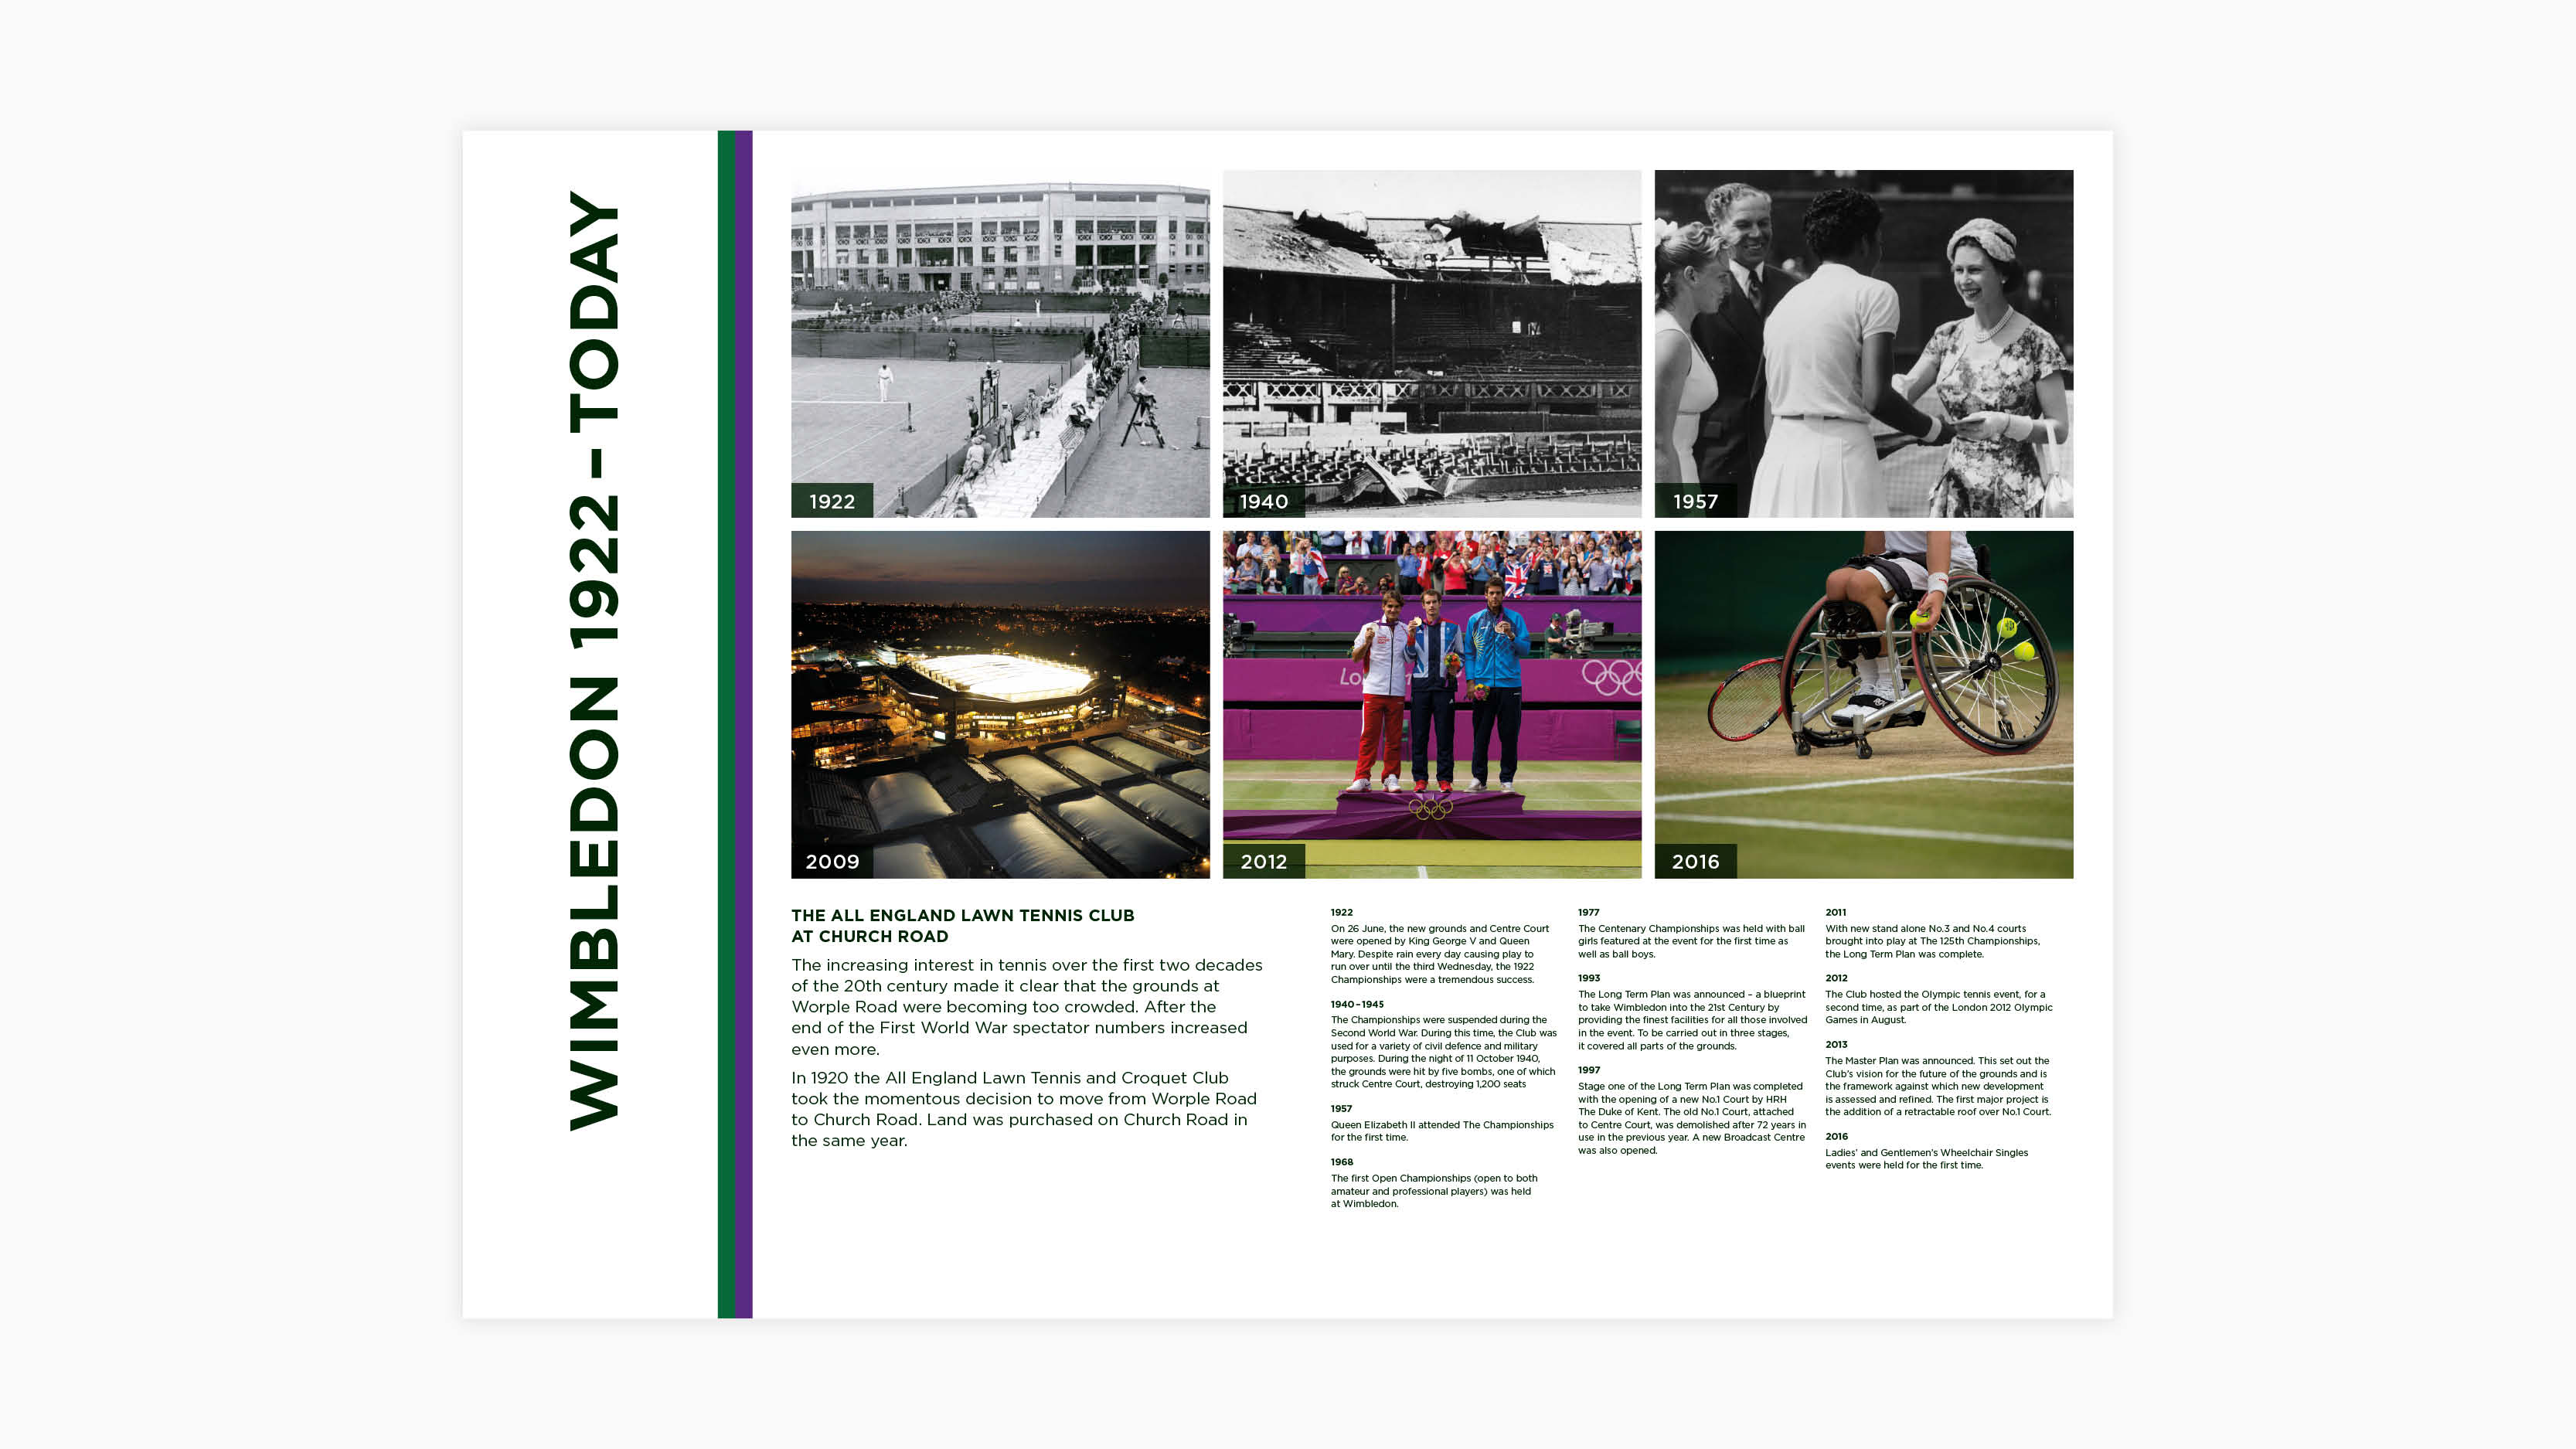 WIMBLEDON 1922 – TODAY
1922
1940
1957
2009
2012
2016
THE ALL ENGLAND LAWN TENNIS CLUB
AT CHURCH ROAD
The increasing interest in tennis over the first two decades
of the 20th century made it clear that the grounds at
Worple Road were becoming too crowded. After the
end of the First World War spectator numbers increased
even more.
In 1920 the All England Lawn Tennis and Croquet Club
took the momentous decision to move from Worple Road
to Church Road. Land was purchased on Church Road in
the same year.
1922
On 26 June, the new grounds and Centre Court
were opened by King George V and Queen
Mary. Despite rain every day causing play to
run over until the third Wednesday, the 1922
Championships were a tremendous success.
1940–1945
The Championships were suspended during the
Second World War. During this time, the Club was
used for a variety of civil defence and military
purposes. During the night of 11 October 1940,
the grounds were hit by five bombs, one of which
struck Centre Court, destroying 1,200 seats
1957
Queen Elizabeth II attended The Championships
for the first time.
1968
The first Open Championships (open to both
amateur and professional players) was held
at Wimbledon.
1977
The Centenary Championships was held with ball
girls featured at the event for the first time as
well as ball boys.
1993
The Long Term Plan was announced – a blueprint
to take Wimbledon into the 21st Century by
providing the finest facilities for all those involved
in the event. To be carried out in three stages,
it covered all parts of the grounds.
1997
Stage one of the Long Term Plan was completed
with the opening of a new No.1 Court by HRH
The Duke of Kent. The old No.1 Court, attached
to Centre Court, was demolished after 72 years in
use in the previous year. A new Broadcast Centre
was also opened.
2011
With new stand alone No.3 and No.4 courts
brought into play at The 125th Championships,
the Long Term Plan was complete.
2012
The Club hosted the Olympic tennis event, for a
second time, as part of the London 2012 Olympic
Games in August.
2013
The Master Plan was announced. This set out the
Club's vision for the future of the grounds and is
the framework against which new development
is assessed and refined. The first major project is
the addition of a retractable roof over No.1 Court.
2016
Ladies' and Gentlemen's Wheelchair Singles
events were held for the first time.